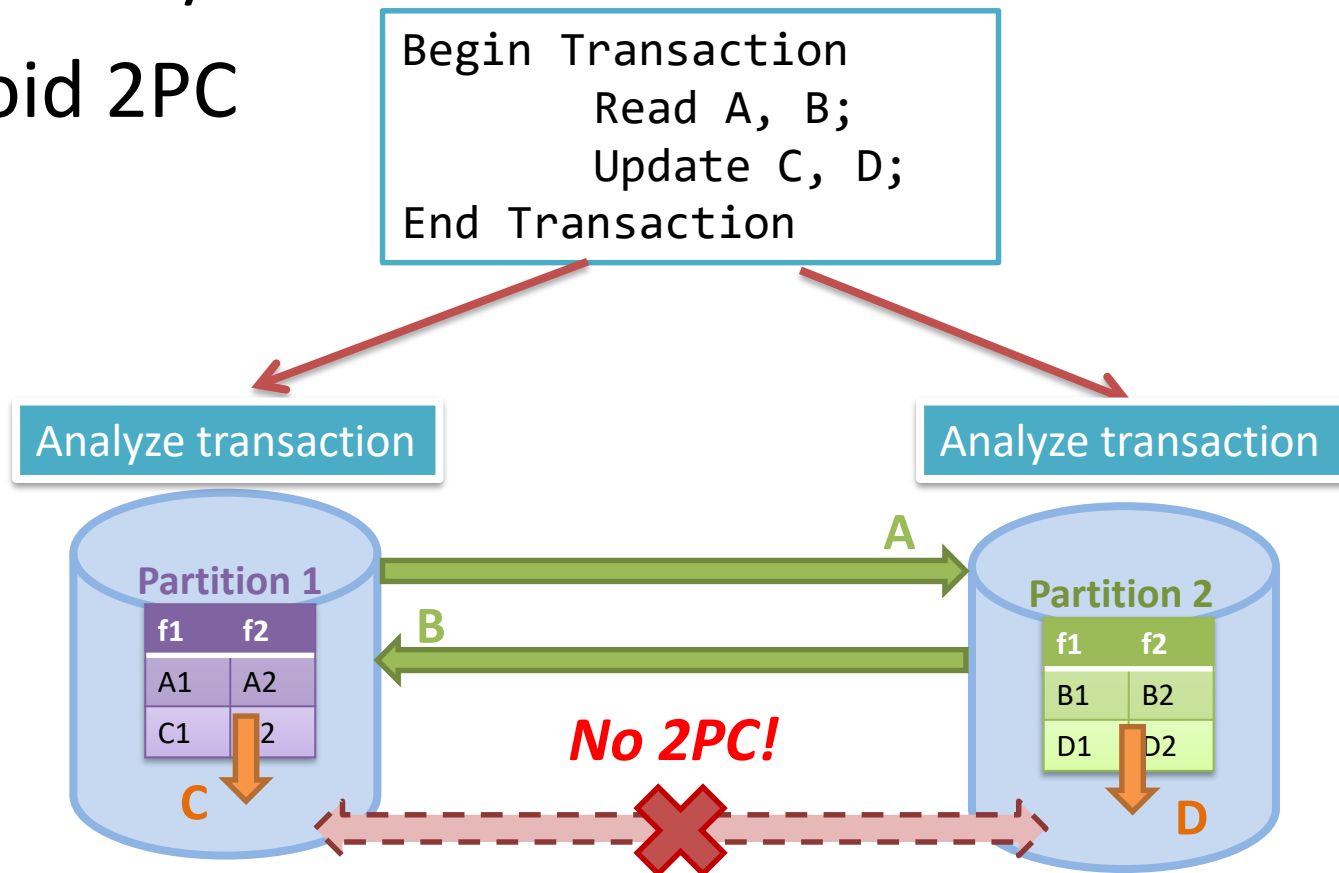 2PC
Begin Transaction
Read A, B;
Update C, D;
End Transaction
Analyze transaction
Analyze transaction
A
Partition 1
f1 f2
A1 A2
C1 2
B
Partition 2
f1 f2
B1 B2
D1 D2
No 2PC!
C
D